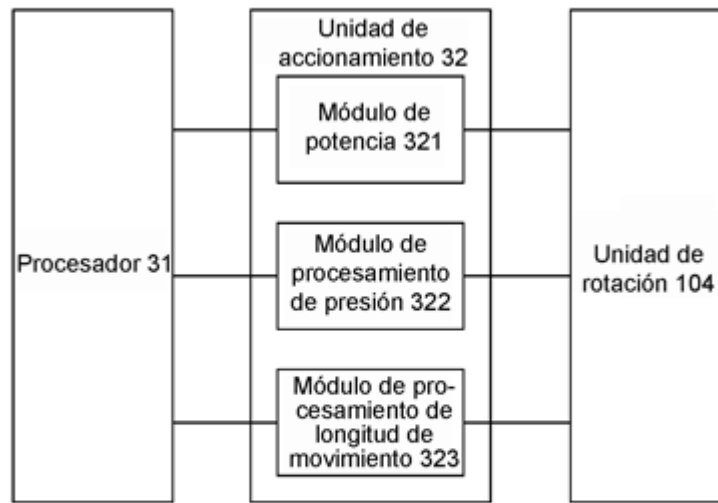 Unidad de
accionamiento 32
Módulo de
potencia 321
Procesador 31
Módulo de
procesamiento
de presión 322
Unidad de
rotación 104
Módulo de pro-
cesamiento de
longitud de
movimiento 323